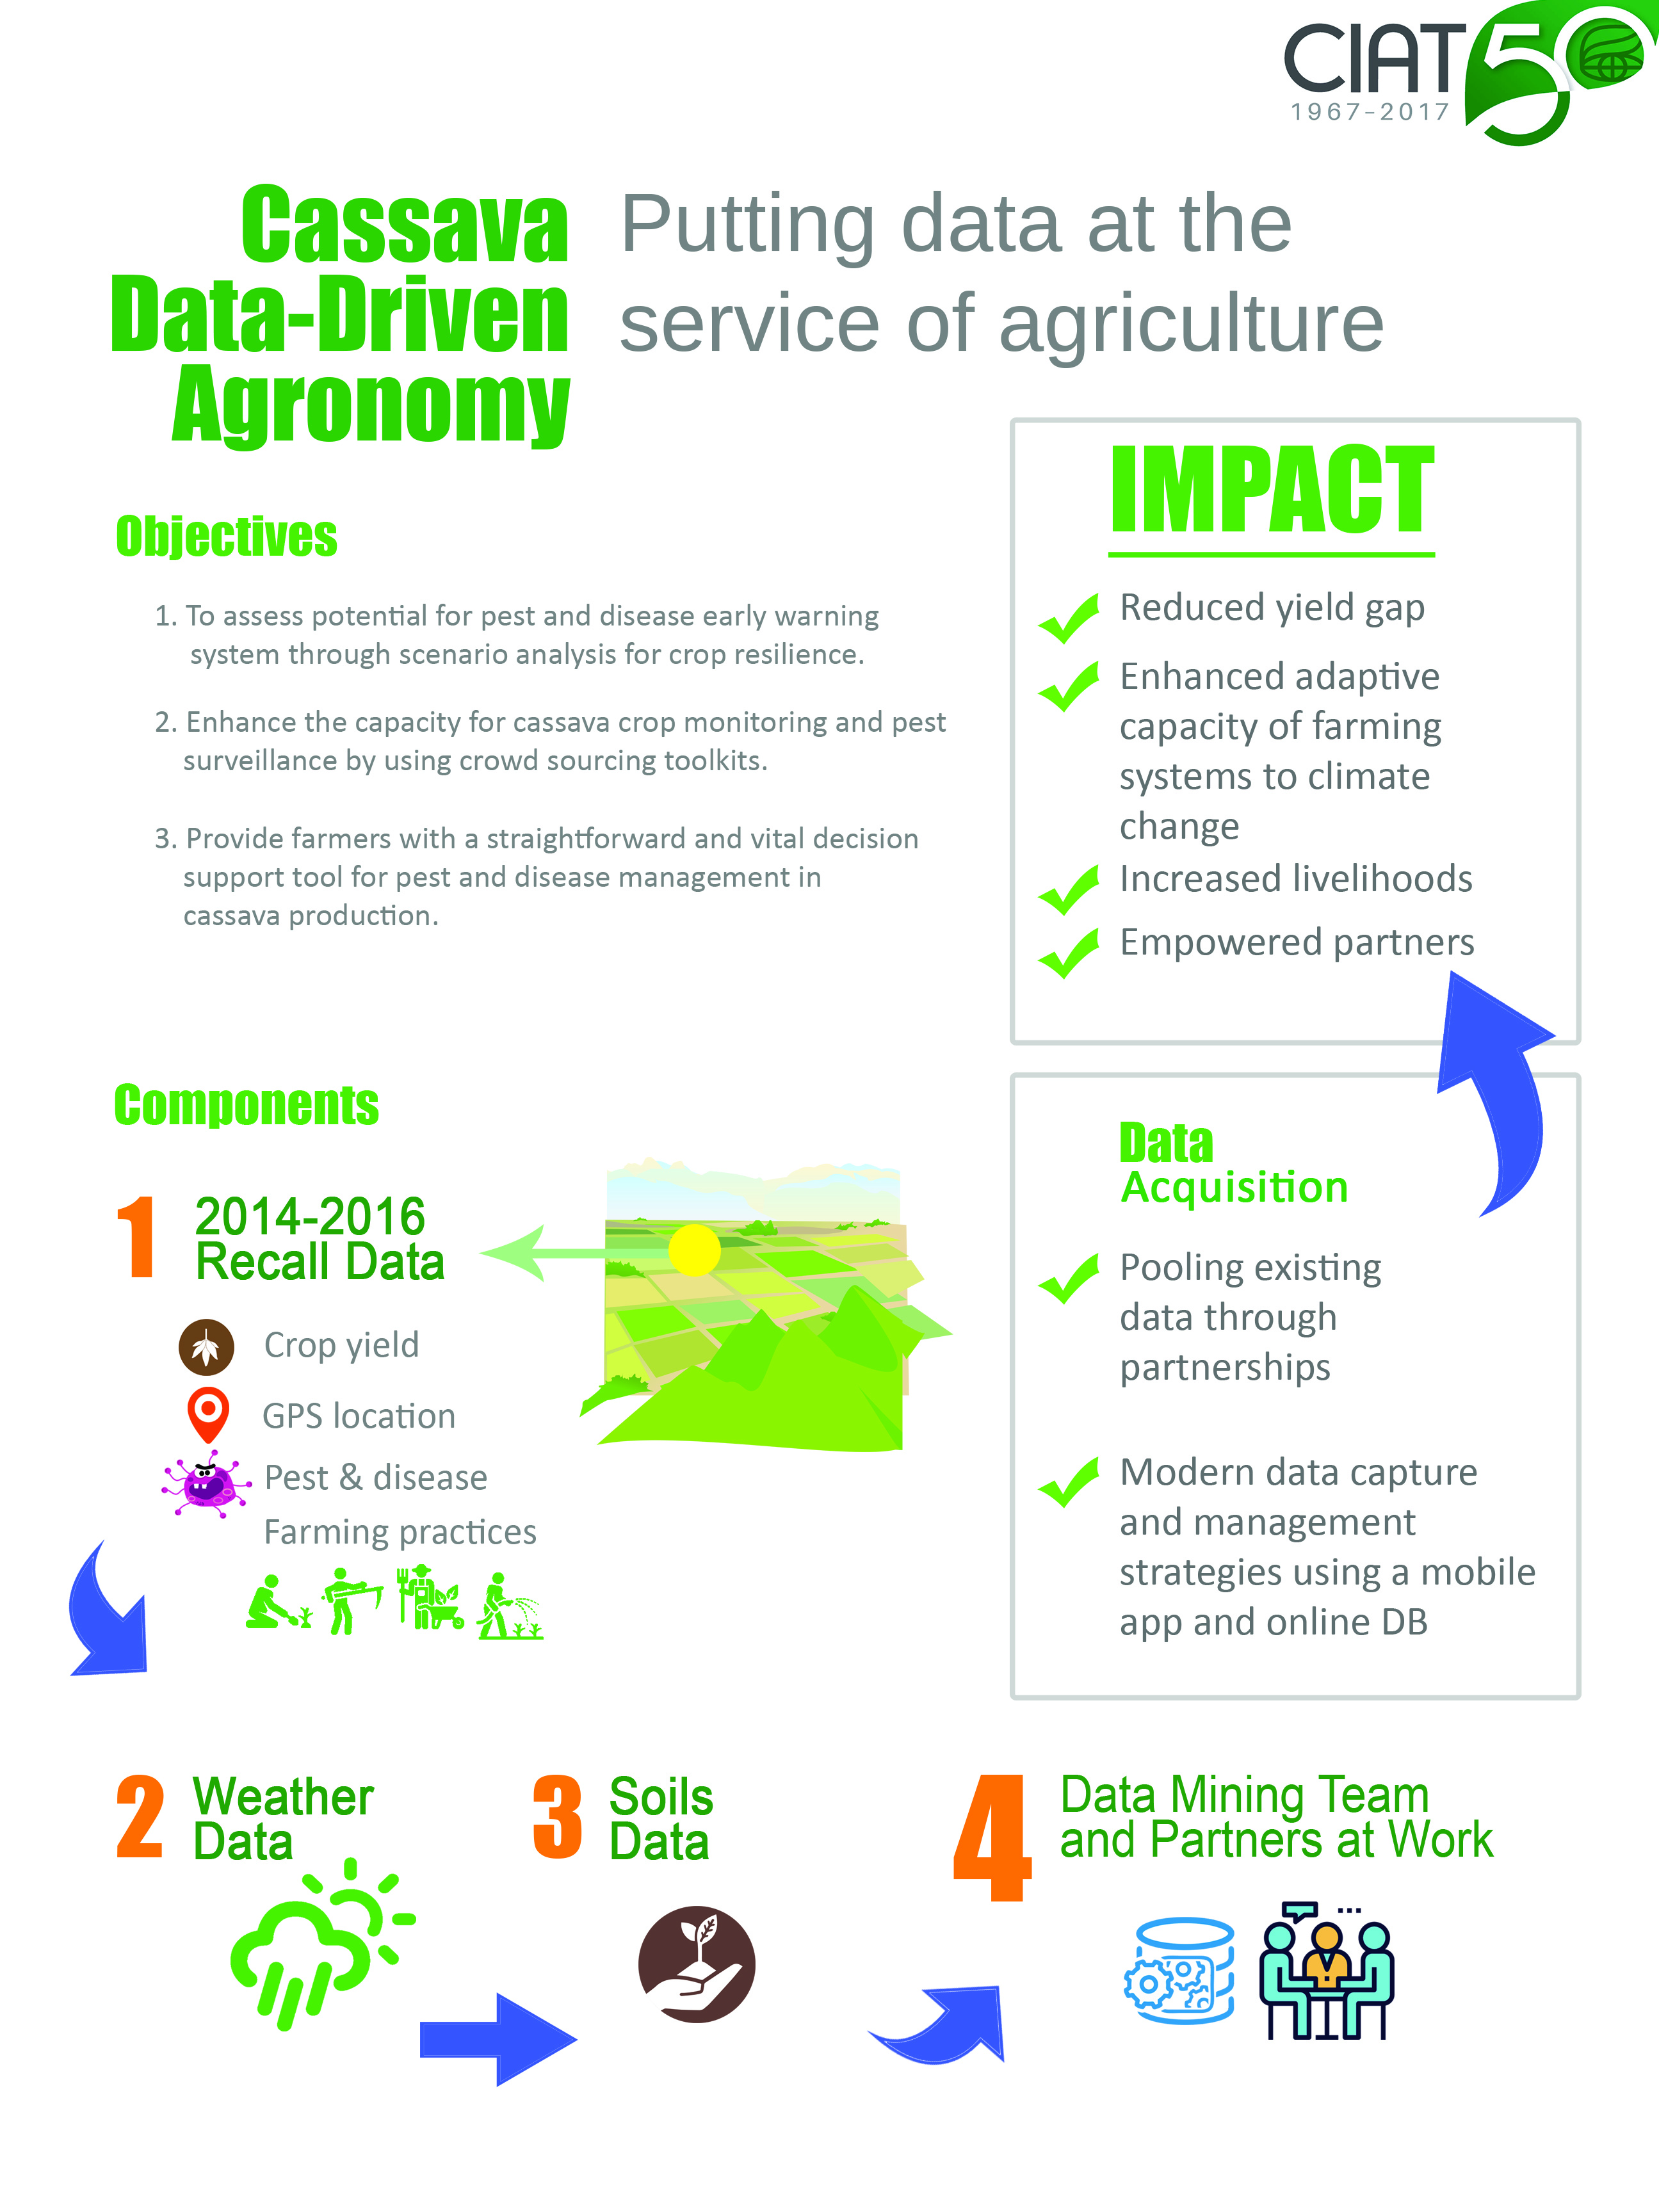 CIAT 50
1967-2017
Cassava
Data-Driven
Agronomy
Putting data at the
service of agriculture
Objectives
1. To assess potential for pest and disease early warning
system through scenario analysis for crop resilience.
2. Enhance the capacity for cassava crop monitoring and pest
surveillance by using crowd sourcing toolkits.
3. Provide farmers with a straightforward and vital decision
support tool for pest and disease management in
cassava production.
IMPACT
Reduced yield gap
Enhanced adaptive
capacity of farming
systems to climate
change
Increased livelihoods
Empowered partners
Components
1 2014-2016
Recall Data
Crop yield
GPS location
Pest & disease
Farming practices
Data
Acquisition
Pooling existing
data through
partnerships
Modern data capture
and management
strategies using a mobile
app and online DB
2 Weather
Data
3 Soils
Data
4 Data Mining Team
and Partners at Work